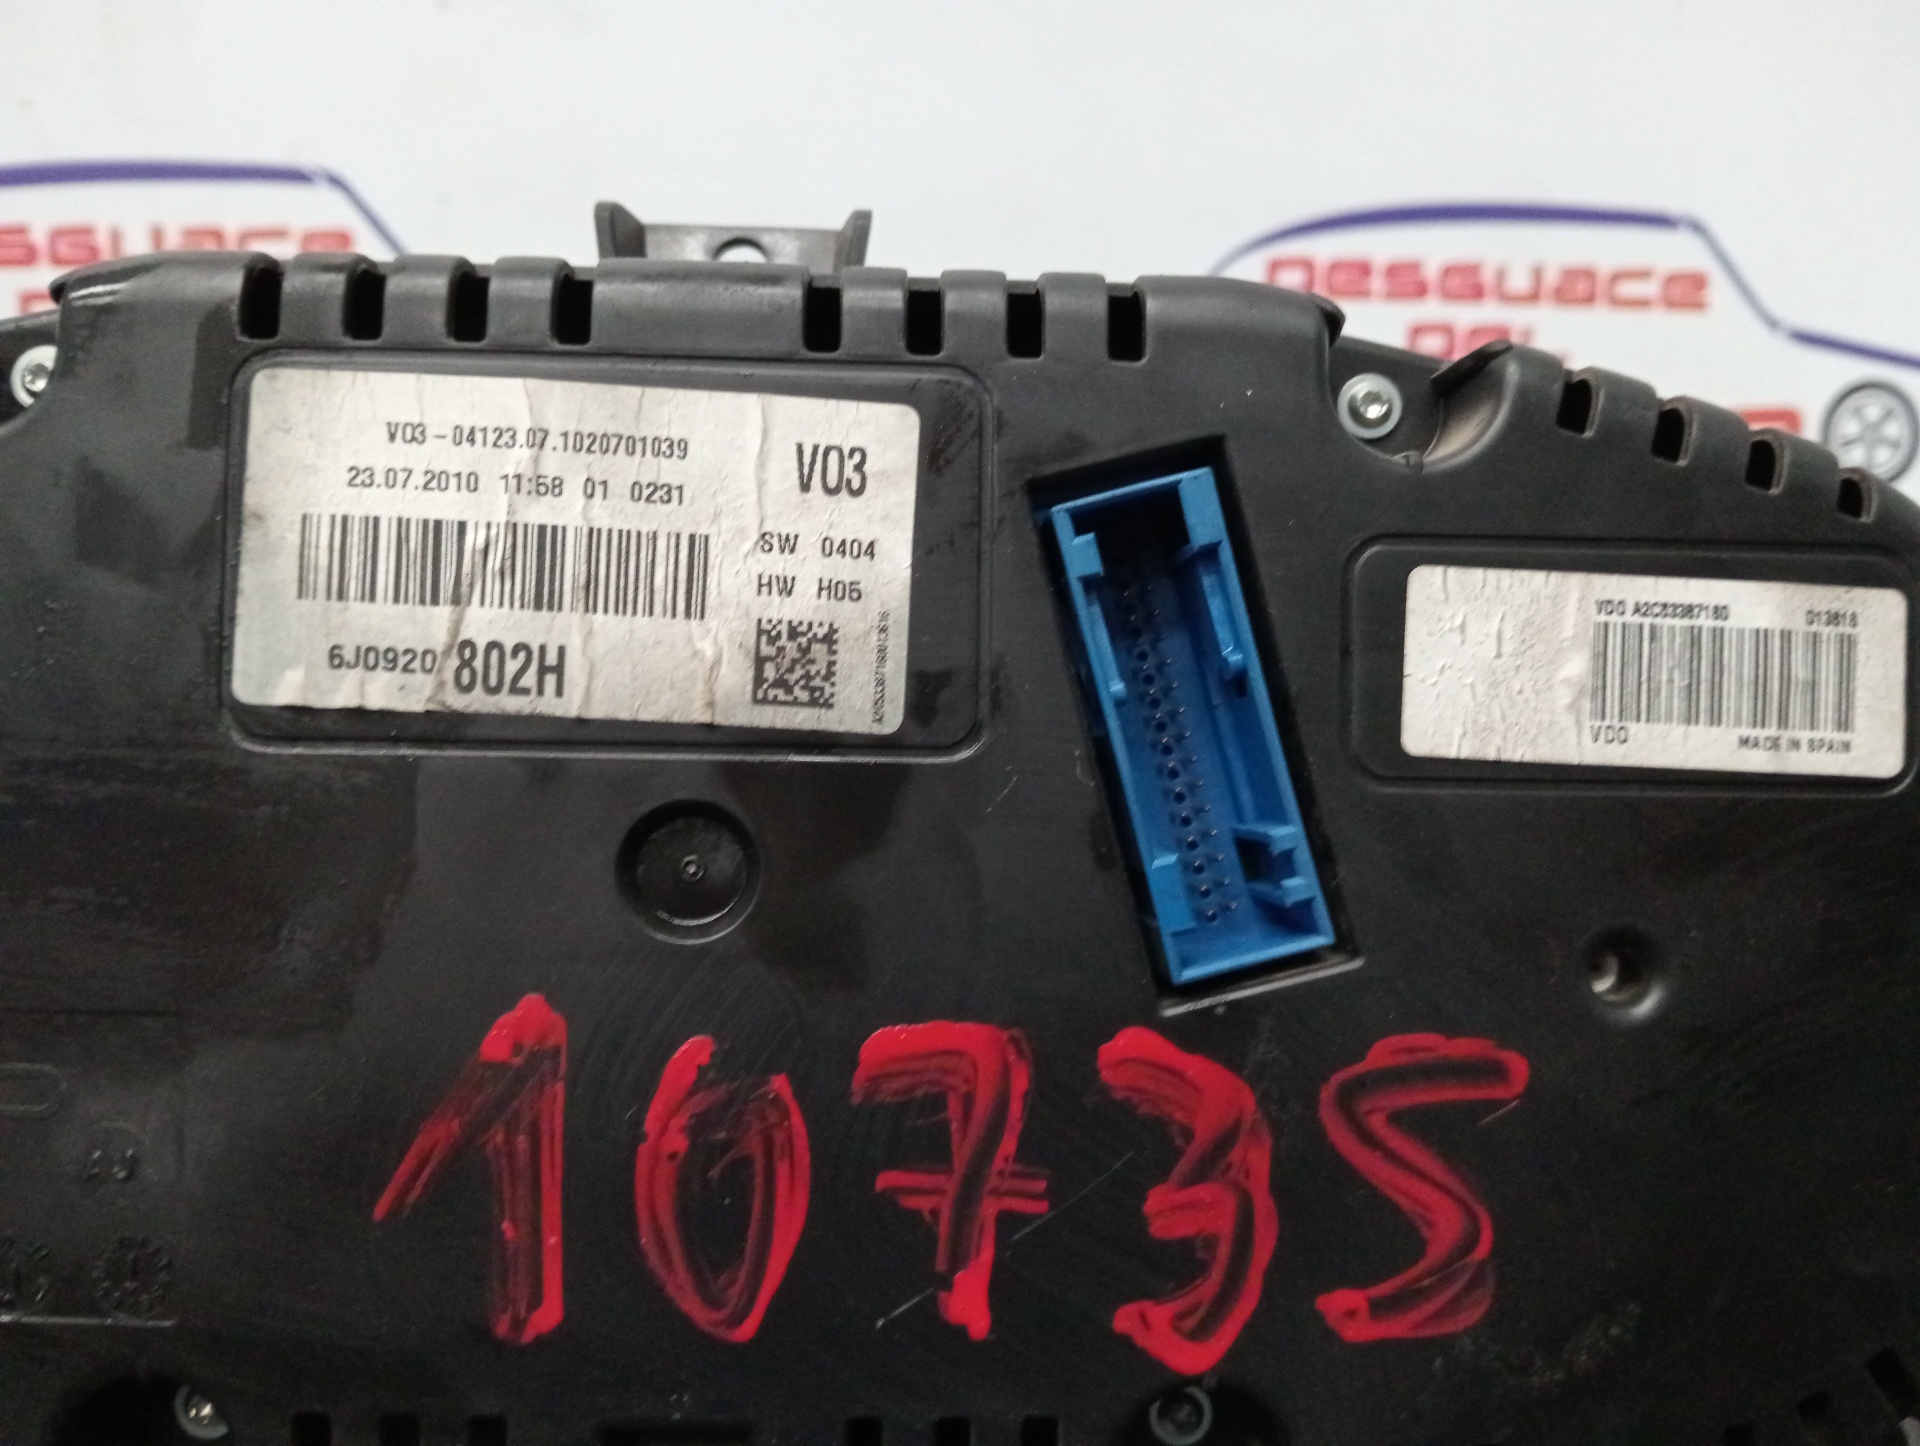 Desguace
Del
V03-04123.07.1020701039
23.07.2010 11:58 01 0231
V03
SW 0404
HW H05
6J0920 802H
VDO A2C53387180 013818
VDO
MADE IN SPAIN
10735